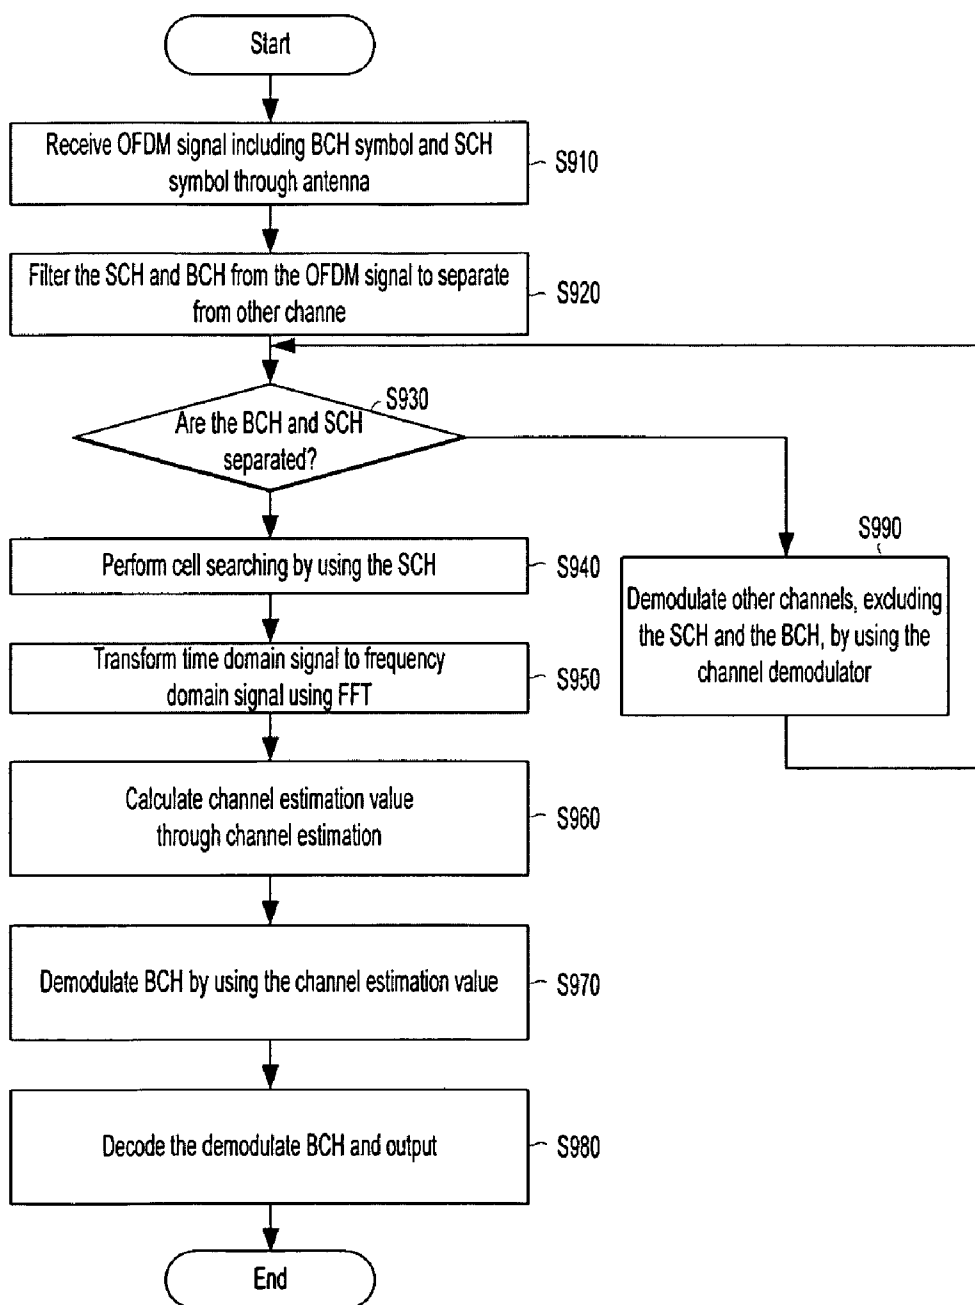 Start
Receive OFDM signal including BCH symbol and SCH
symbol through antenna
S910
Filter the SCH and BCH from the OFDM signal to separate
from other channe
S920
S930
Are the BCH and SCH
separated?
Perform cell searching by using the SCH
S940
S990
Demodulate other channels, excluding
the SCH and the BCH, by using the
channel demodulator
Transform time domain signal to frequency
domain signal using FFT
S950
Calculate channel estimation value
through channel estimation
S960
Demodulate BCH by using the channel estimation value
S970
Decode the demodulate BCH and output
S980
End